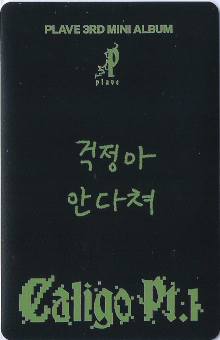 PLAVE 3RD MINI ALBUM
P
plave
걱정아
안다쳐
Caligo Pt.1